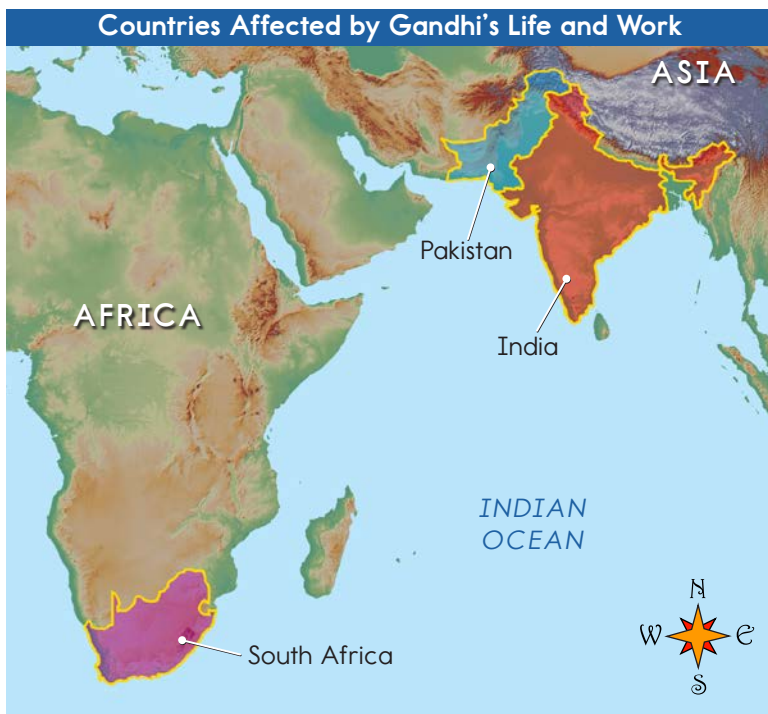 Countries Affected by Gandhi's Life and Work
ASIA
Pakistan
AFRICA
India
INDIAN
OCEAN
N
W E
S
South Africa